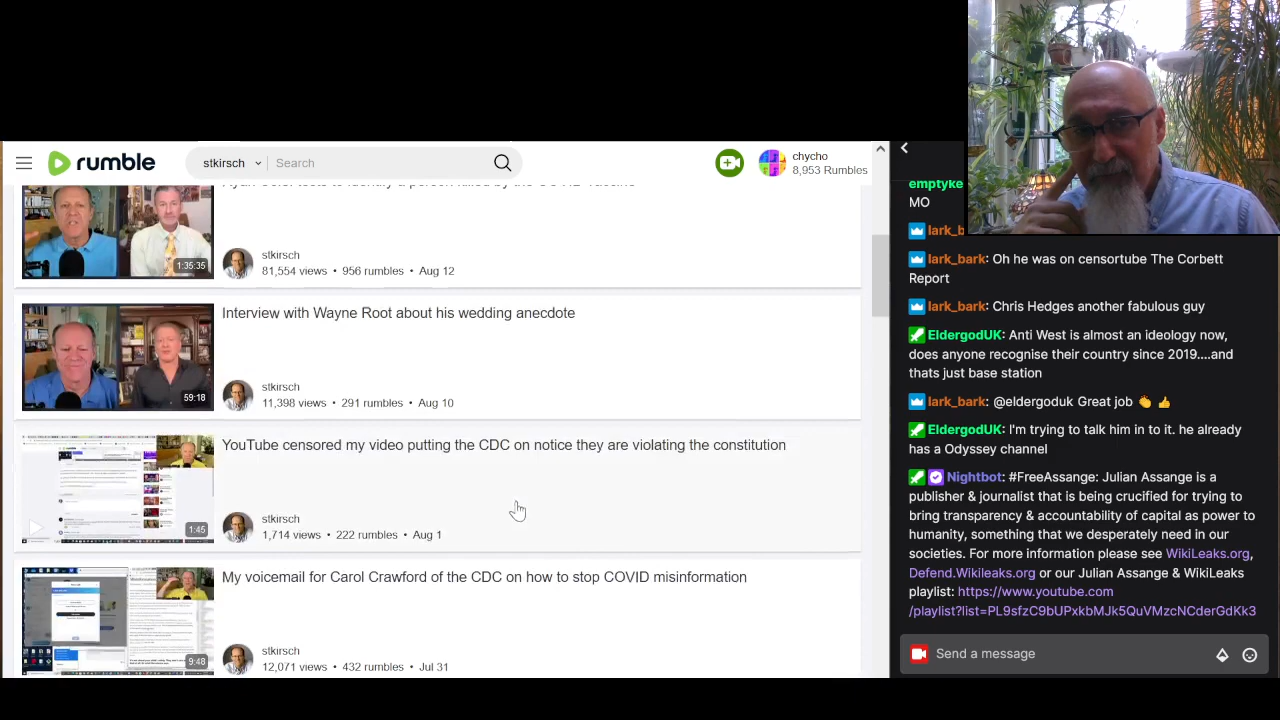 rumble
stkirsch
Search
chycho
8,953 Rumbles
1:35:35
stkirsch
81,554 views • 956 rumbles • Aug 12
Interview with Wayne Root about his wedding anecdote
59:18
stkirsch
11,398 views • 291 rumbles • Aug 10
YouTube censored my video putting the CDC on notice they are violating the constitution
1:45
stkirsch
1,714 views • 222 rumbles • Aug 1
My voicemail for Carol Crawford of the CDC on how to stop COVID misinformation
9:48
stkirsch
12,071 views • 432 rumbles • Jul 31
emptyke
MO
lark_b
lark_bark: Oh he was on censortube The Corbett
Report
lark_bark: Chris Hedges another fabulous guy
EldergodUK: Anti West is almost an ideology now,
does anyone recognise their country since 2019....and
thats just base station
lark_bark: @eldergoduk Great job 👏 👍
EldergodUK: I'm trying to talk him in to it. he already
has a Odysey channel
Nightbot: #FreeAssange: Julian Assange is a
publisher & journalist that is being crucified for trying to
bring transparency & accountability of capital as power to
humanity, something that we desperately need in our
societies. For more information please see WikiLeaks.org,
Defend.Wikileaks.org or our Julian Assange & WikiLeaks
playlist: https://www.youtube.com
Send a message